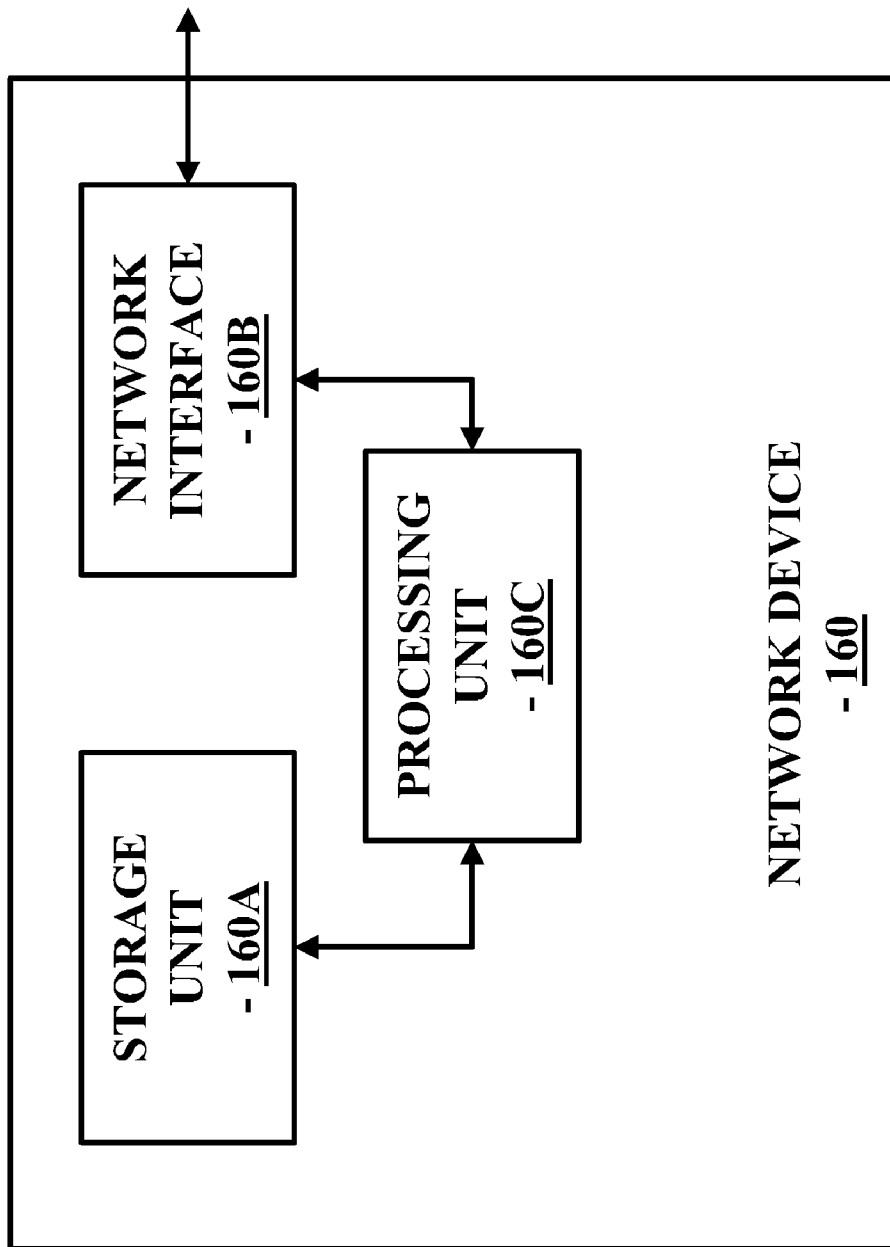 STORAGE
UNIT
- 160A
NETWORK
INTERFACE
- 160B
PROCESSING
UNIT
- 160C
NETWORK DEVICE
- 160